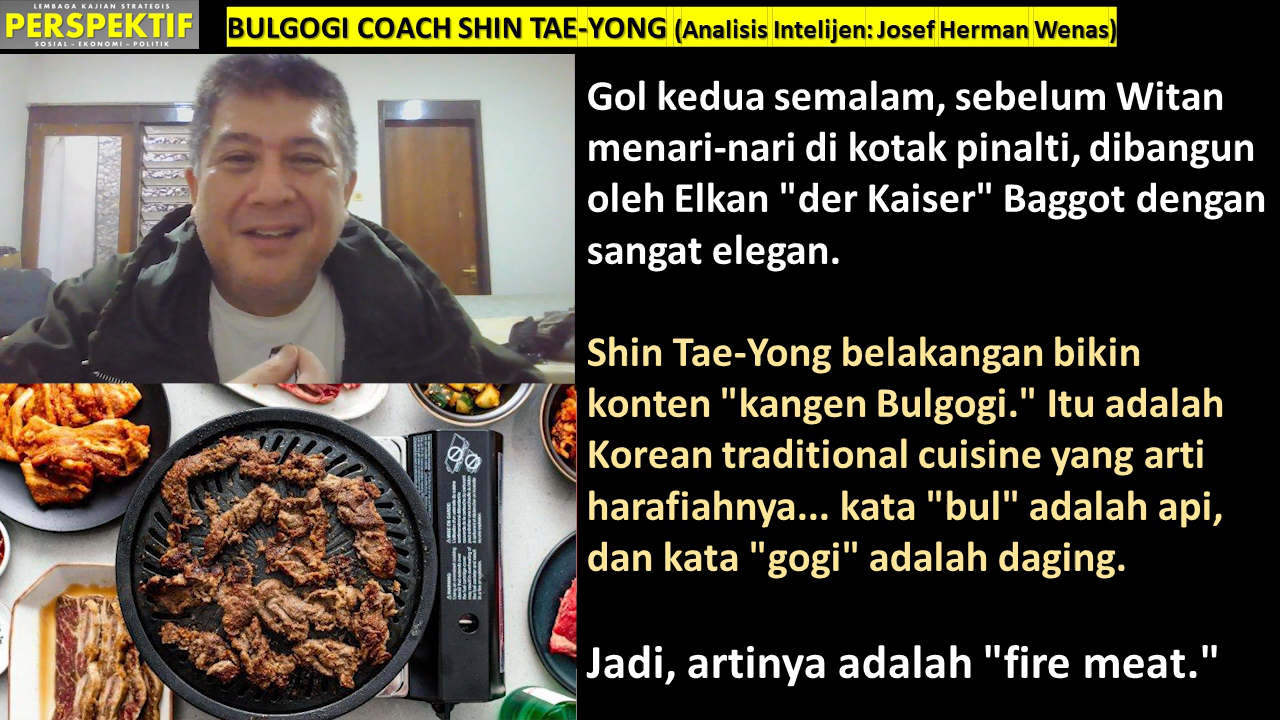 LEMBAGA KAJIAN STRATEGIS
PERSPEKTIF
SOSIAL - EKONOMI - POLITIK
BULGOGI COACH SHIN TAE-YONG (Analisis Intelijen: Josef Herman Wenas)
Gol kedua semalam, sebelum Witan
menari-nari di kotak pinalti, dibangun
oleh Elkan "der Kaiser" Baggot dengan
sangat elegan.
Shin Tae-Yong belakangan bikin
konten "kangen Bulgogi." Itu adalah
Korean traditional cuisine yang arti
harafiahnya... kata "bul" adalah api,
dan kata "gogi" adalah daging.
Jadi, artinya adalah "fire meat."